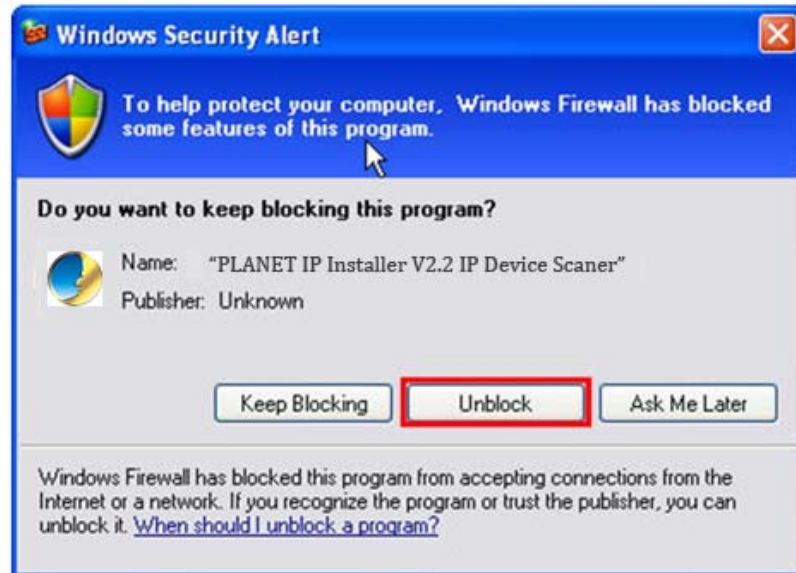 Windows Security Alert
To help protect your computer, Windows Firewall has blocked
some features of this program.
Do you want to keep blocking this program?
Name: “PLANET IP Installer V2.2 IP Device Scaner”
Publisher: Unknown
Keep Blocking Unblock Ask Me Later
Windows Firewall has blocked this program from accepting connections from the
Internet or a network. If you recognize the program or trust the publisher, you can
unblock it. When should I unblock a program?